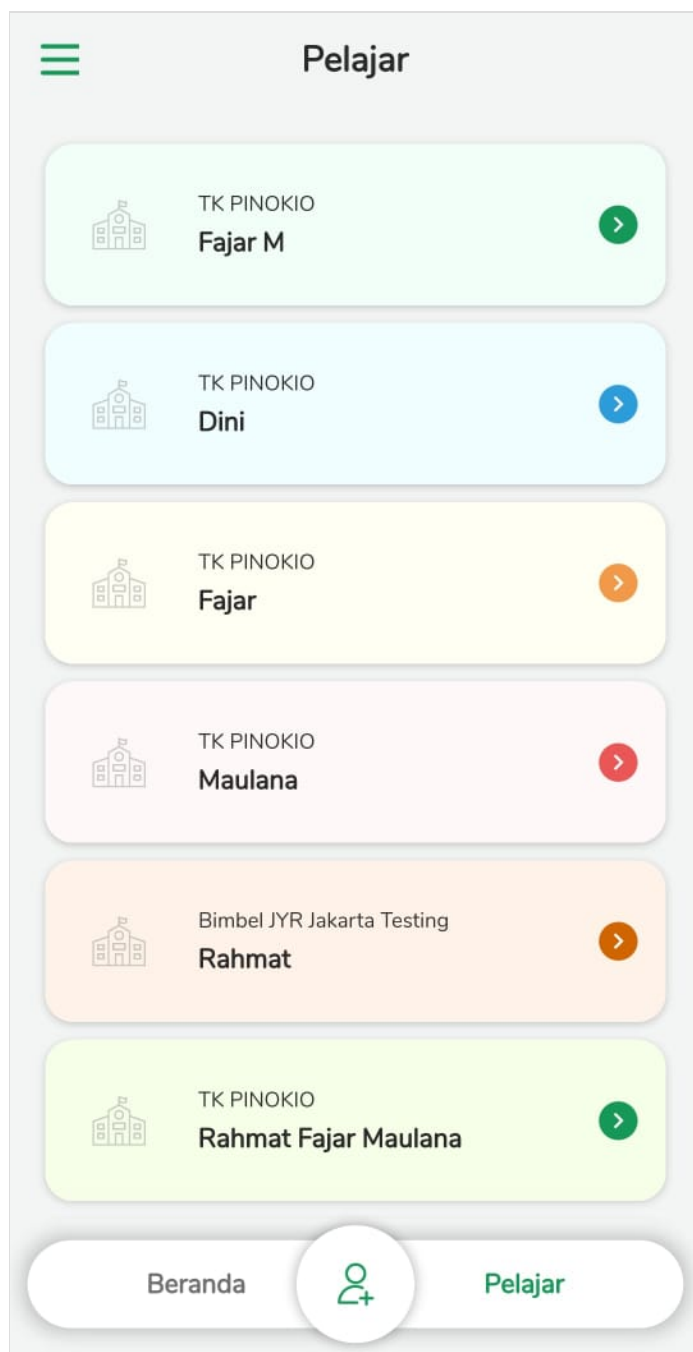 Pelajar
TK PINOKIO
Fajar M
TK PINOKIO
Dini
TK PINOKIO
Fajar
TK PINOKIO
Maulana
Bimbel JYR Jakarta Testing
Rahmat
TK PINOKIO
Rahmat Fajar Maulana
Beranda
Pelajar